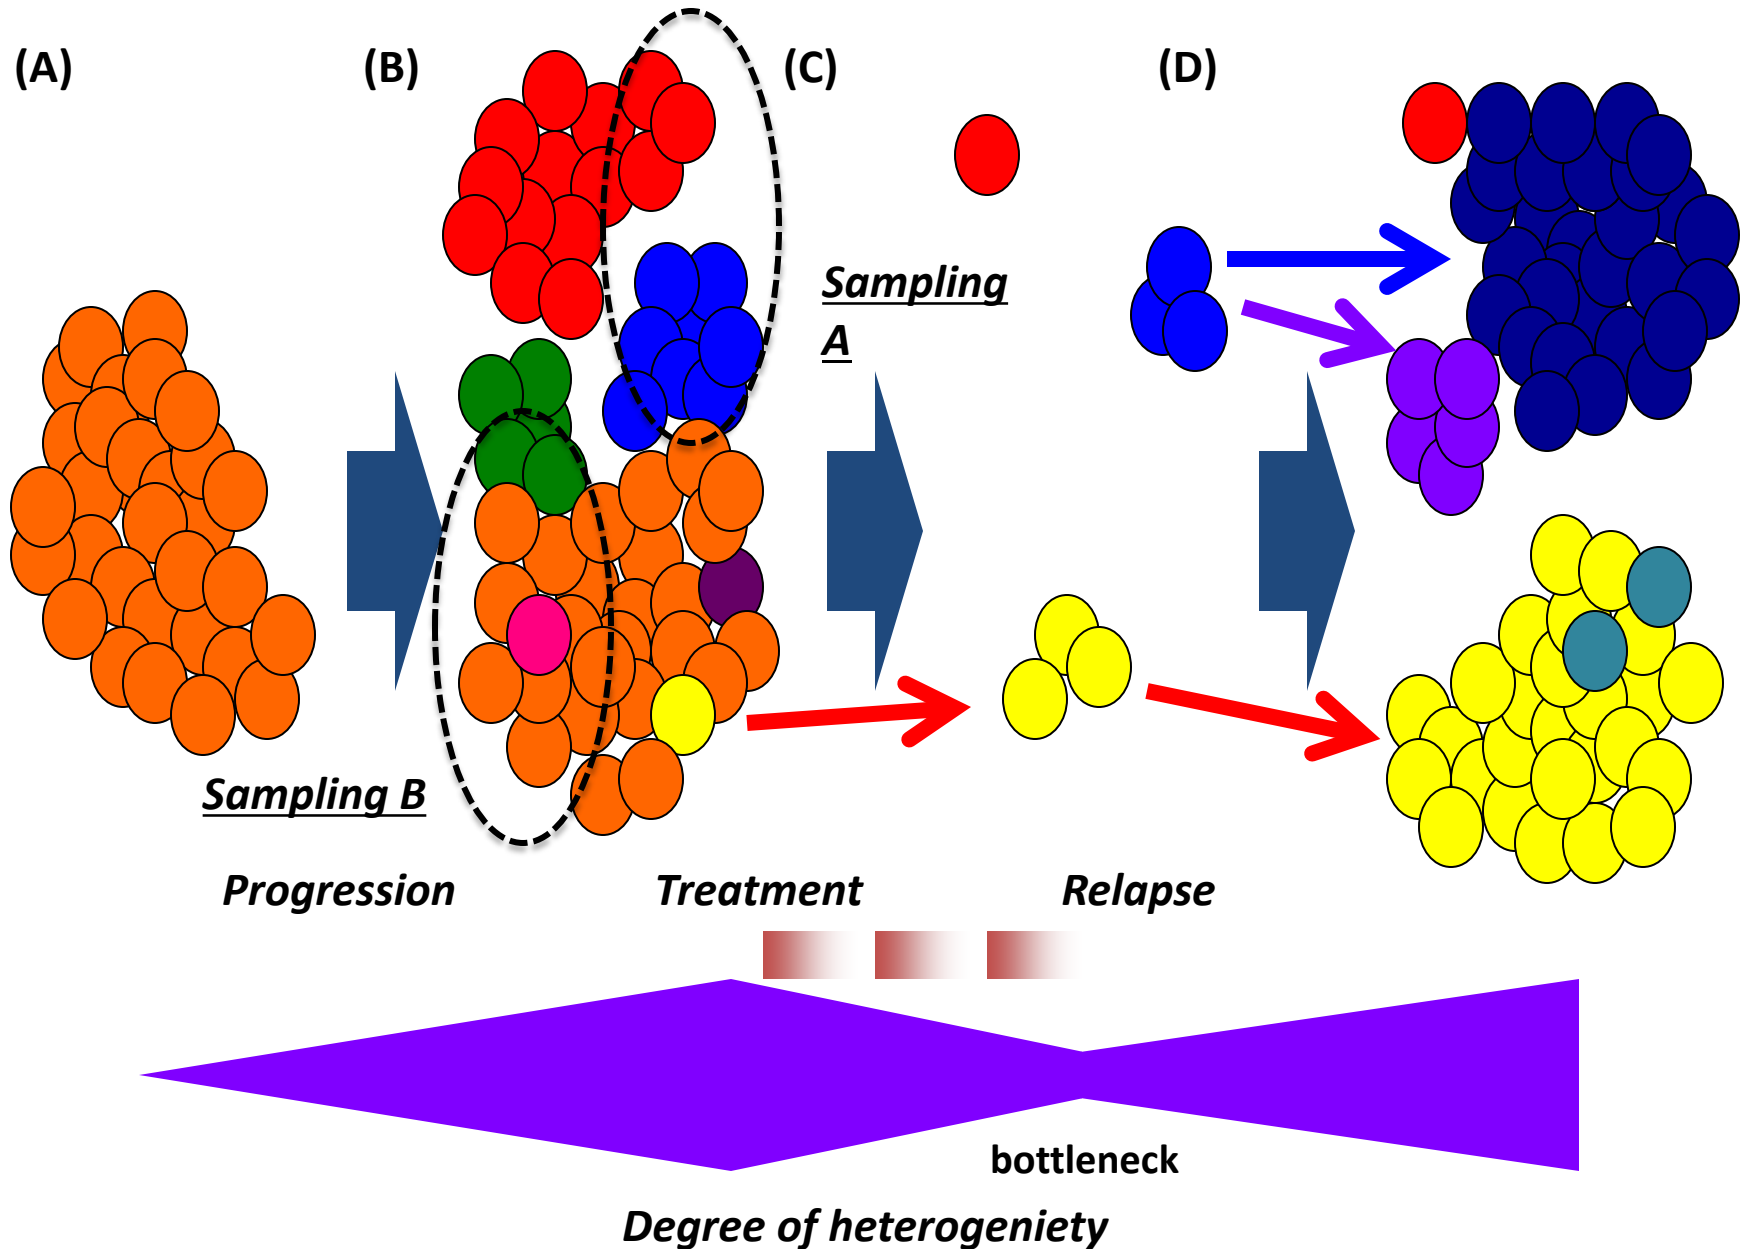 (A)
(B)
(C)
(D)
Sampling
A
Sampling B
Progression
Treatment
Relapse
bottleneck
Degree of heterogeniety